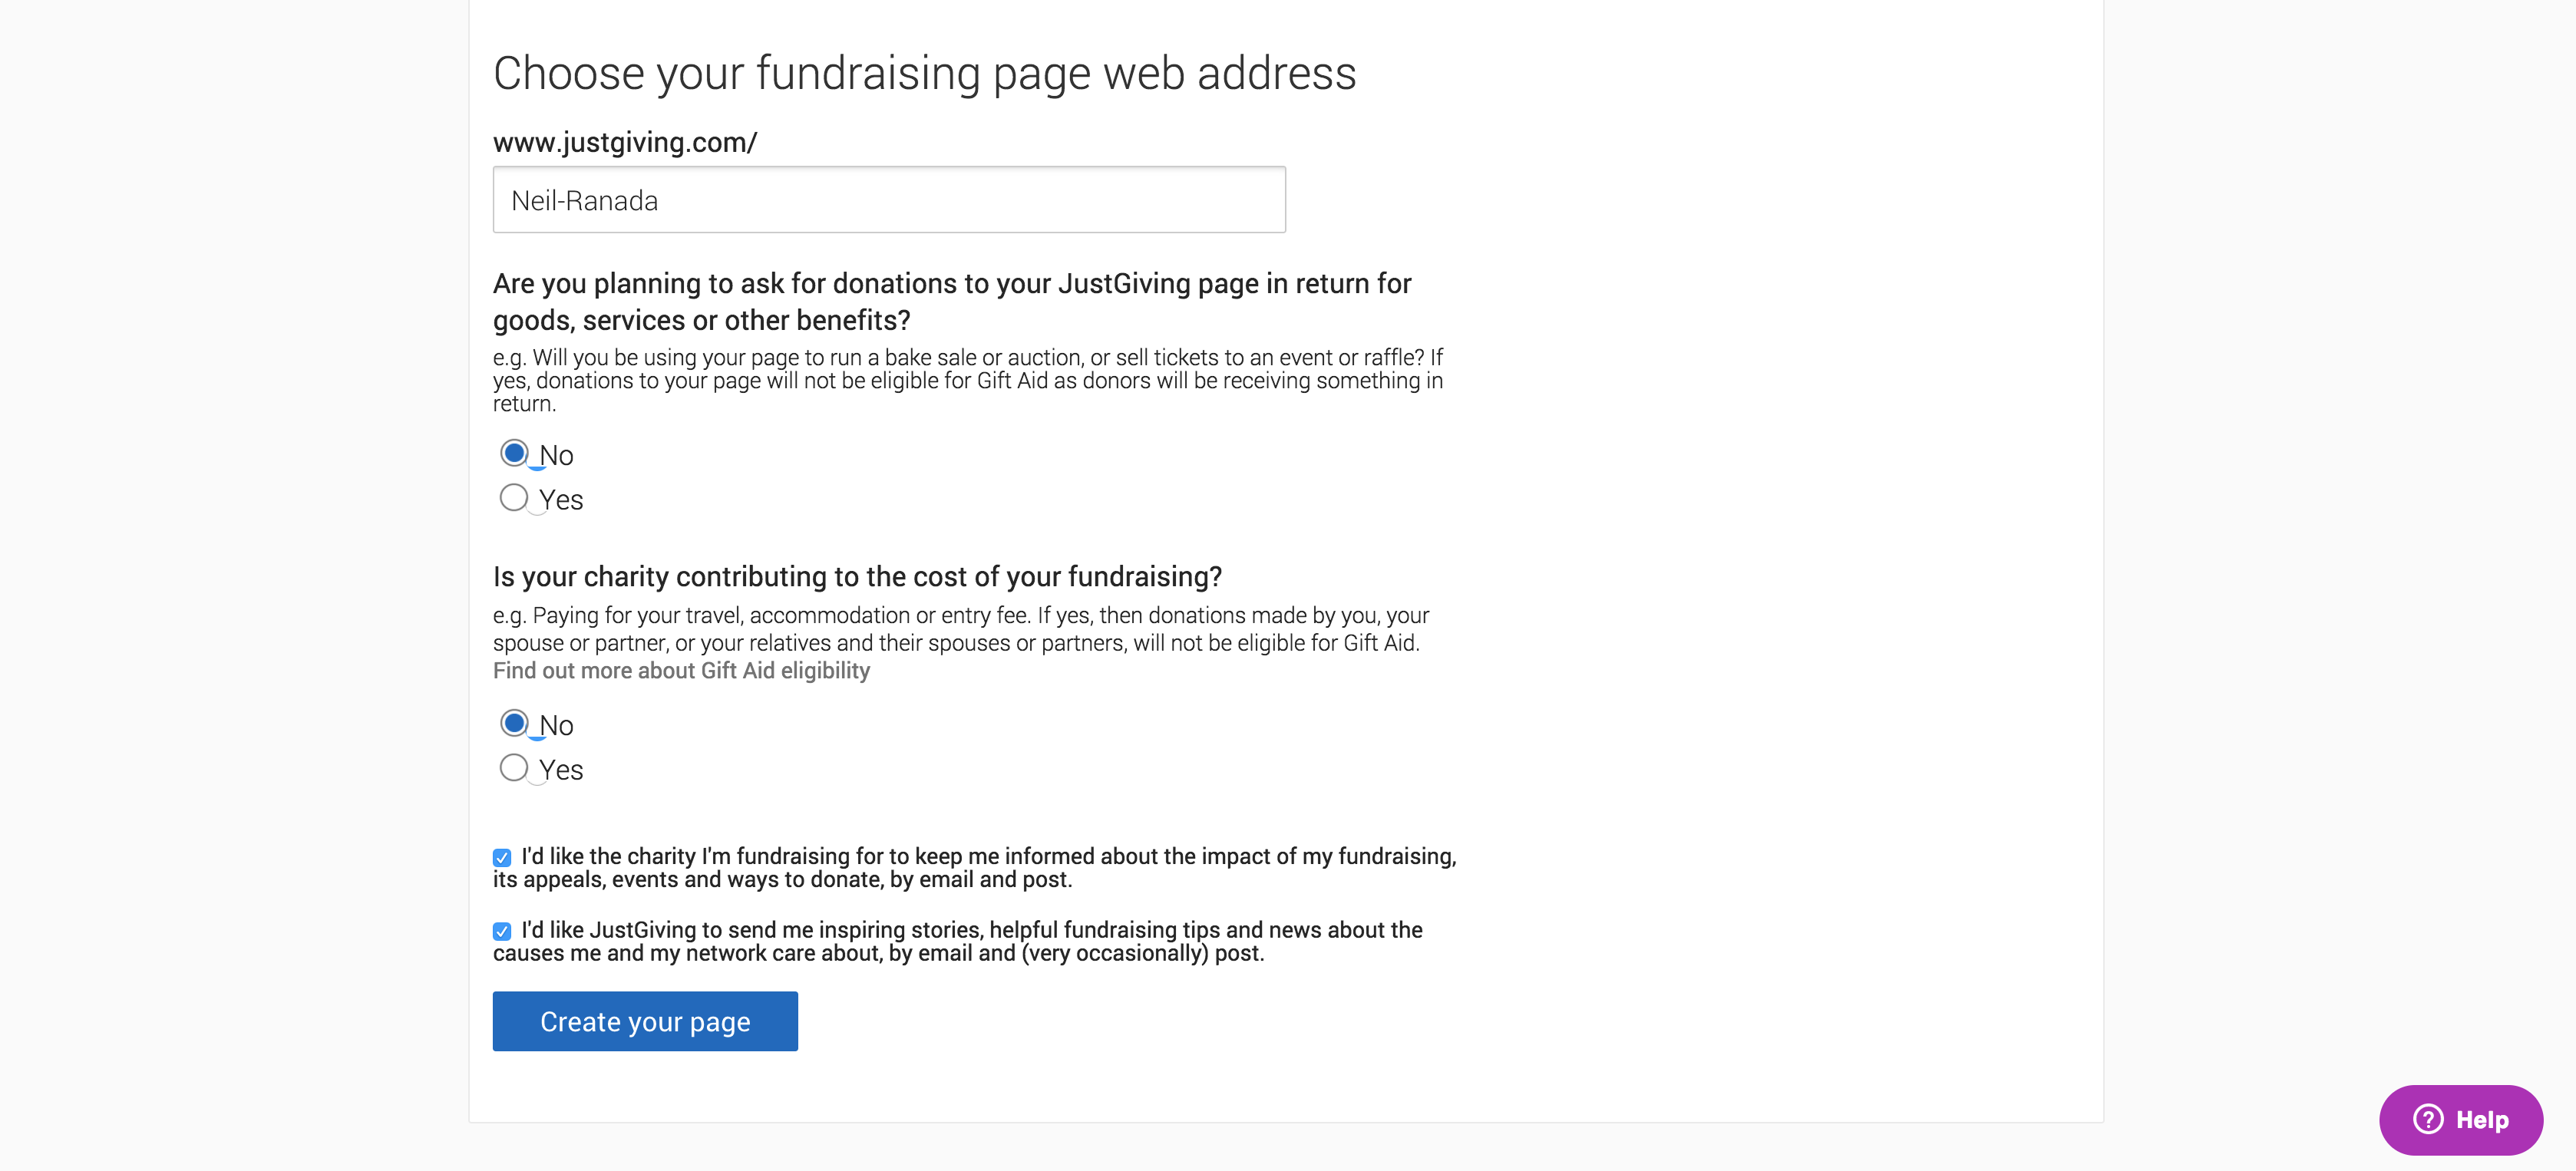 Choose your fundraising page web address
www.justgiving.com/
Neil-Ranada
Are you planning to ask for donations to your JustGiving page in return for
goods, services or other benefits?
e.g. Will you be using your page to run a bake sale or auction, or sell tickets to an event or raffle? If
yes, donations to your page will not be eligible for Gift Aid as donors will be receiving something in
return.
No
Yes
Is your charity contributing to the cost of your fundraising?
e.g. Paying for your travel, accommodation or entry fee. If yes, then donations made by you, your
spouse or partner, or your relatives and their spouses or partners, will not be eligible for Gift Aid.
Find out more about Gift Aid eligibility
No
Yes
I'd like the charity I'm fundraising for to keep me informed about the impact of my fundraising,
its appeals, events and ways to donate, by email and post.
I'd like JustGiving to send me inspiring stories, helpful fundraising tips and news about the
causes me and my network care about, by email and (very occasionally) post.
Create your page
? Help